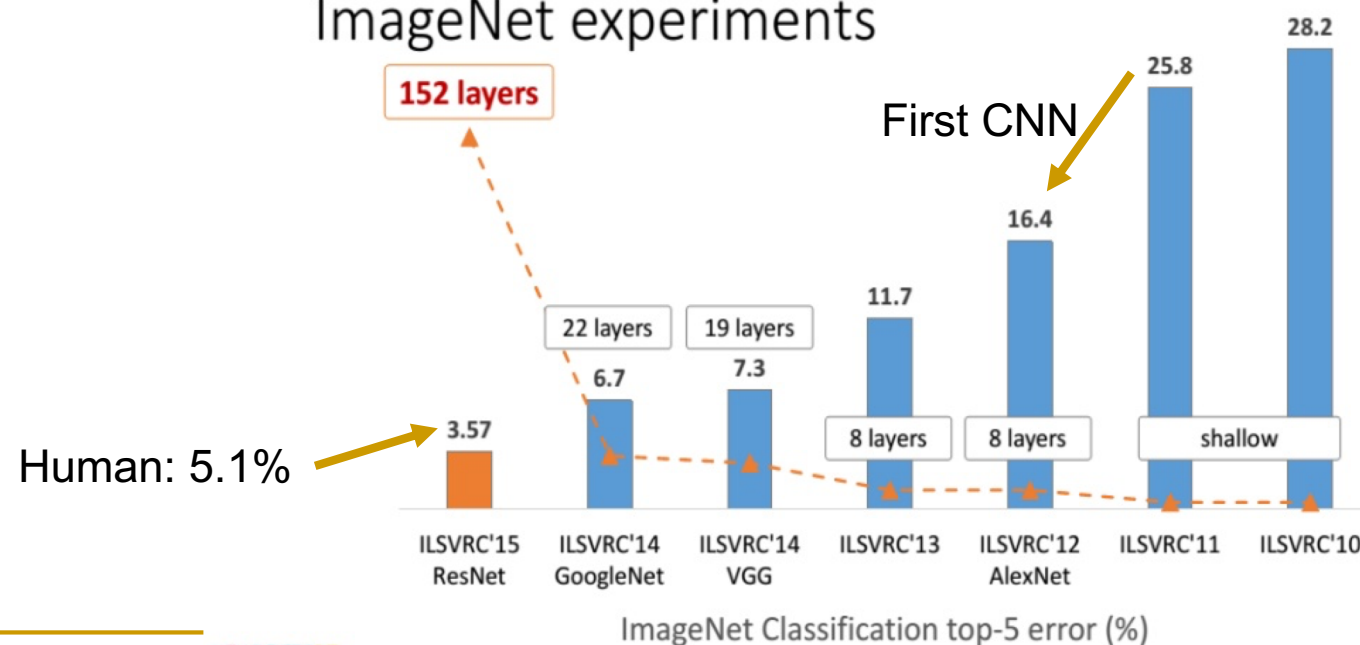 ImageNet experiments
152 layers
First CNN
28.2
25.8
16.4
11.7
22 layers
19 layers
6.7
7.3
3.57
8 layers
8 layers
shallow
Human: 5.1%
ILSVRC'15
ResNet
ILSVRC'14
GoogleNet
ILSVRC'14
VGG
ILSVRC'13
ILSVRC'12
AlexNet
ILSVRC'11
ILSVRC'10
ImageNet Classification top-5 error (%)